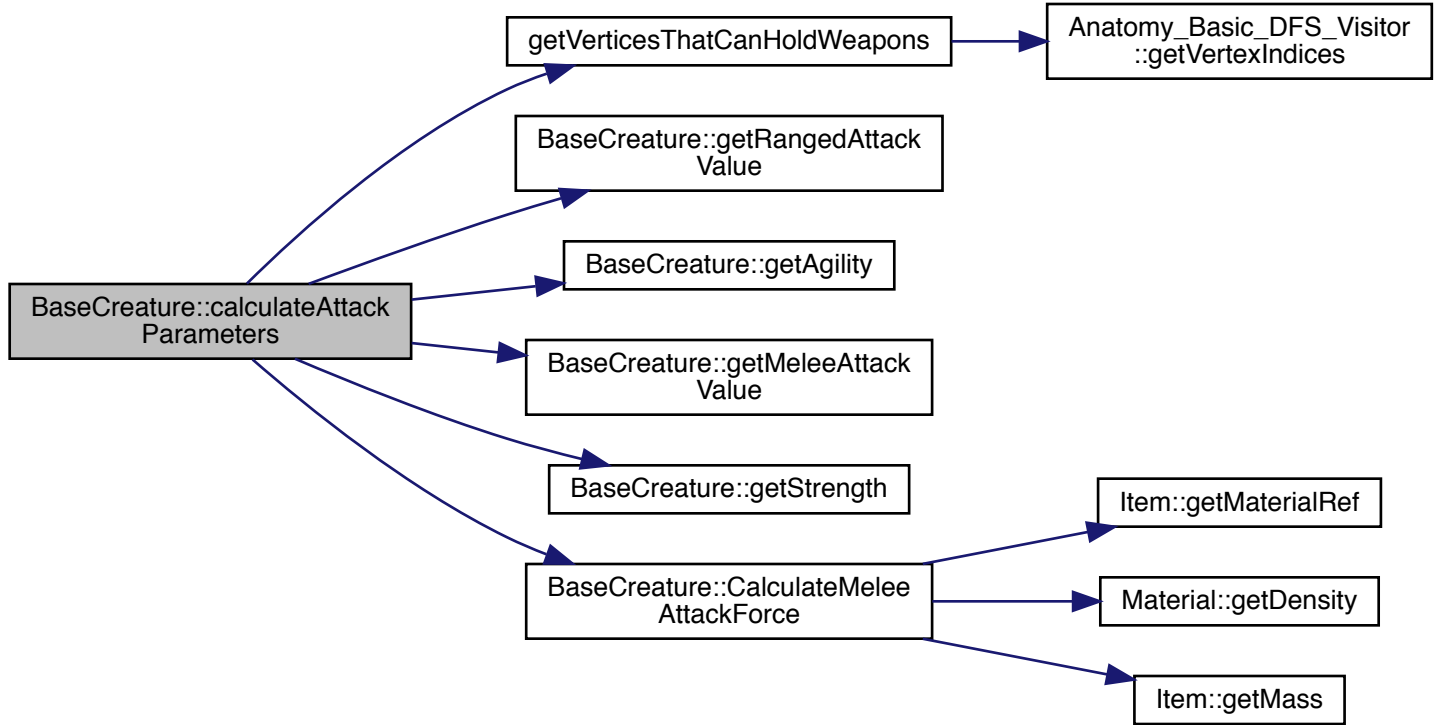 getVerticesThatCanHoldWeapons
Anatomy_Basic_DFS_Visitor
::getVertexIndices
BaseCreature::getRangedAttack
Value
BaseCreature::getAgility
BaseCreature::calculateAttack
Parameters
BaseCreature::getMeleeAttack
Value
BaseCreature::getStrength
BaseCreature::CalculateMelee
AttackForce
Item::getMaterialRef
Material::getDensity
Item::getMass